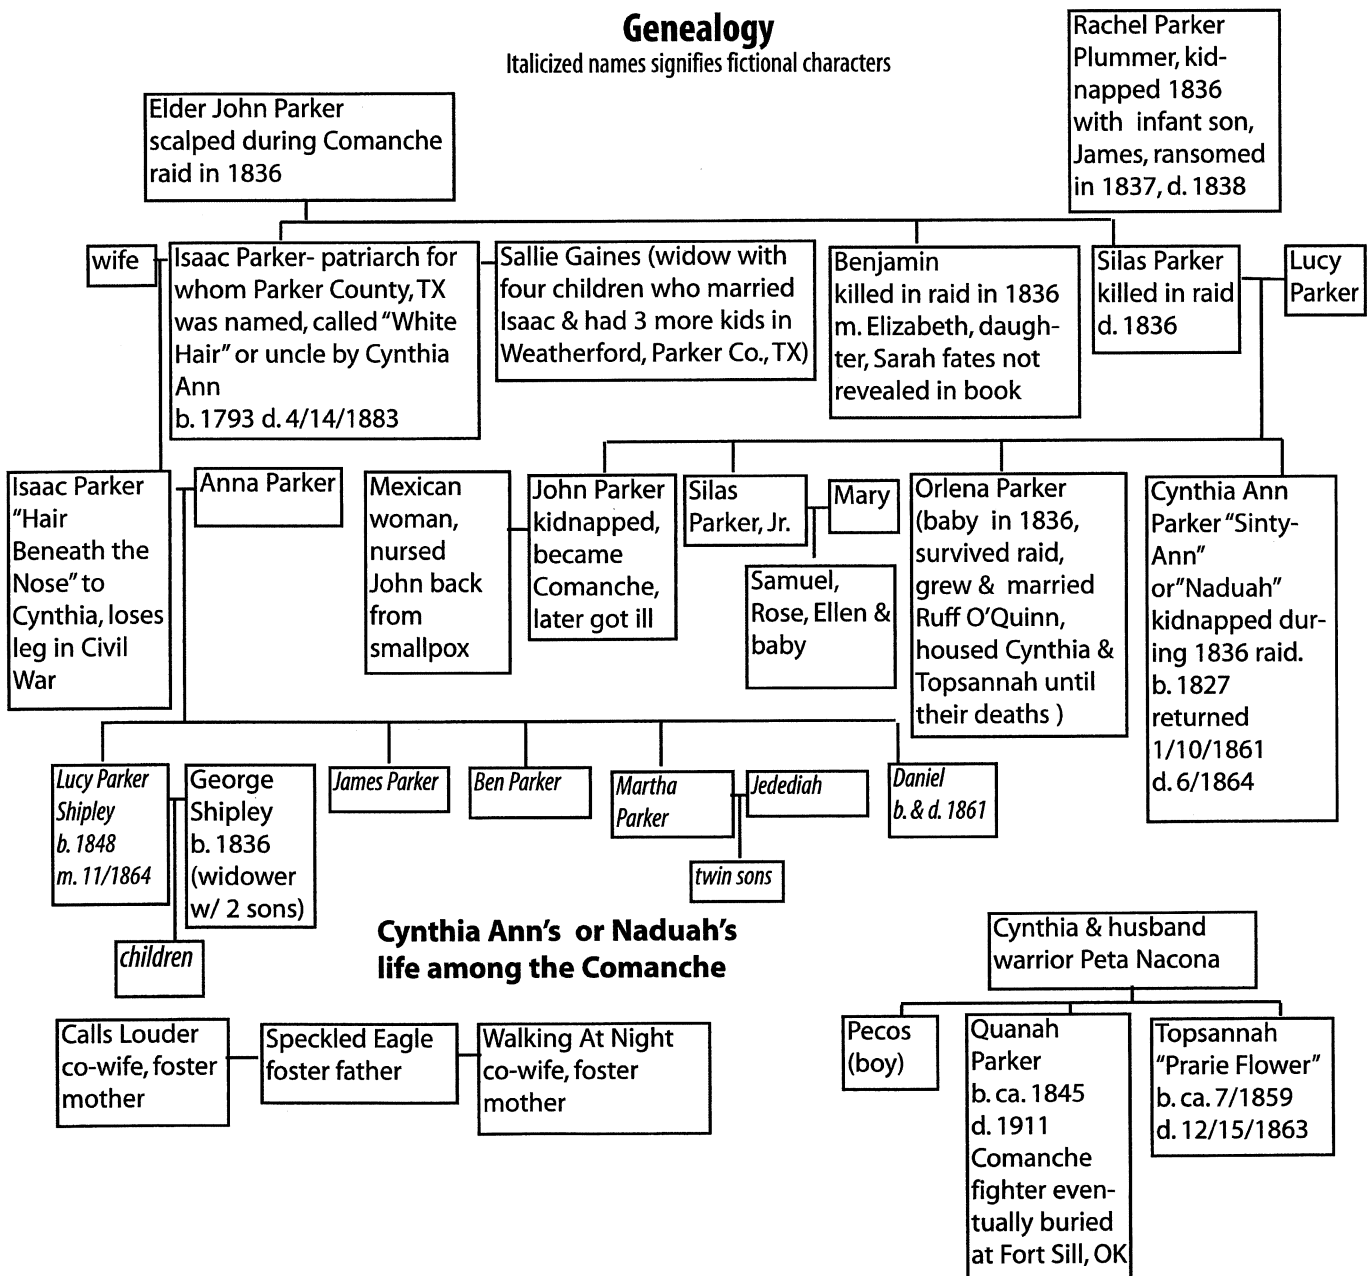 Genealogy
Italicized names signifies fictional characters
Rachel Parker
Plummer, kid-
napped 1836
with infant son,
James, ransomed
in 1837, d. 1838
Elder John Parker
scalped during Comanche
raid in 1836
wife
Isaac Parker- patriarch for
whom Parker County, TX
was named, called “White
Hair” or uncle by Cynthia
Ann
b. 1793 d. 4/14/1883
Sallie Gaines (widow with
four children who married
Isaac & had 3 more kids in
Weatherford, Parker Co., TX)
Benjamin
killed in raid in 1836
m. Elizabeth, daugh-
ter, Sarah fates not
revealed in book
Silas Parker
killed in raid
d. 1836
Lucy
Parker
Isaac Parker
“Hair
Beneath the
Nose” to
Cynthia, loses
leg in Civil
War
Anna Parker
Mexican
woman,
nursed
John back
from
smallpox
John Parker
kidnapped,
became
Comanche,
later got ill
Silas
Parker, Jr.
Mary
Samuel,
Rose, Ellen &
baby
Orlena Parker
(baby in 1836,
survived raid,
grew & married
Ruff O’Quinn,
housed Cynthia &
Topsannah until
their deaths )
Cynthia Ann
Parker “Sinty-
Ann”
or”Naduah”
kidnapped dur-
ing 1836 raid.
b. 1827
returned
1/10/1861
d. 6/1864
Lucy Parker
Shipley
b. 1848
m. 11/1864
George
Shipley
b. 1836
(widower
w/ 2 sons)
children
James Parker
Ben Parker
Martha
Parker
Jedediah
twin sons
Daniel
b. & d. 1861
Cynthia Ann’s or Naduah’s
life among the Comanche
Calls Louder
co-wife, foster
mother
Speckled Eagle
foster father
Walking At Night
co-wife, foster
mother
Cynthia & husband
warrior Peta Nacona
Pecos
(boy)
Quanah
Parker
b. ca. 1845
d. 1911
Comanche
fighter even-
tually buried
at Fort Sill, OK
Topsannah
“Prarie Flower”
b. ca. 7/1859
d. 12/15/1863